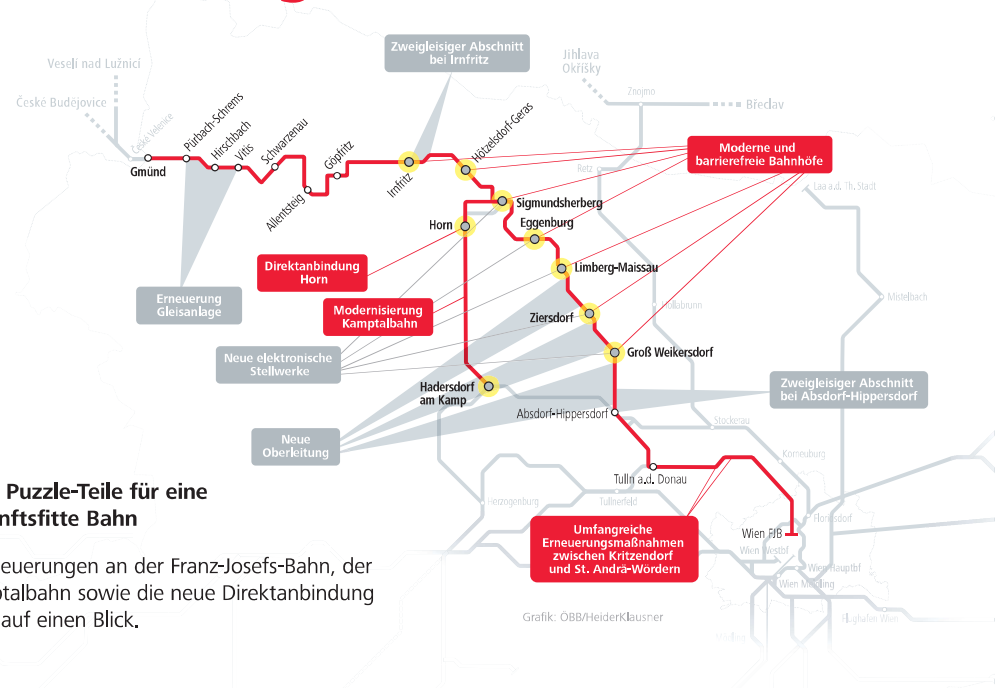 Zweigleisiger Abschnitt
bei Irnfritz
Jihlava
Okříšky
Veselí nad Lužnicí
České Budějovice
České Velenice
Znojmo
Břeclav
Gmünd
Pürbach-Schrems
Hirschbach
Vitis
Schwarzenau
Allentsteig
Göpfritz
Irnfritz
Hötzelsdorf-Geras
Moderne und
barrierefreie Bahnhöfe
Retz
Laa a.d. Th. Stadt
Sigmundsherberg
Horn
Eggenburg
Direktanbindung
Horn
Limberg-Maissau
Erneuerung
Gleisanlage
Modernisierung
Kamptalbahn
Ziersdorf
Hollabrunn
Mistelbach
Neue elektronische
Stellwerke
Groß Weikersdorf
Hadersdorf
am Kamp
Zweigleisiger Abschnitt
bei Absdorf-Hippersdorf
Absdorf-Hippersdorf
Stockerau
Neue
Oberleitung
Korneuburg
Tulln a.d. Donau
Puzzle-Teile für eine
nftsfitte Bahn
Herzogenburg
Tullnerfeld
Umfangreiche
Erneuerungsmaßnahmen
zwischen Kritzendorf
und St. Andrä-Wördern
Floridsdorf
Wien FJB
Wien Westbf
Wien Hauptbf
Wien Meidling
euerungen an der Franz-Josefs-Bahn, der
ptalbahn sowie die neue Direktanbindung
auf einen Blick.
Grafik: ÖBB/HeiderKlausner
Flughafen Wien
Mödling